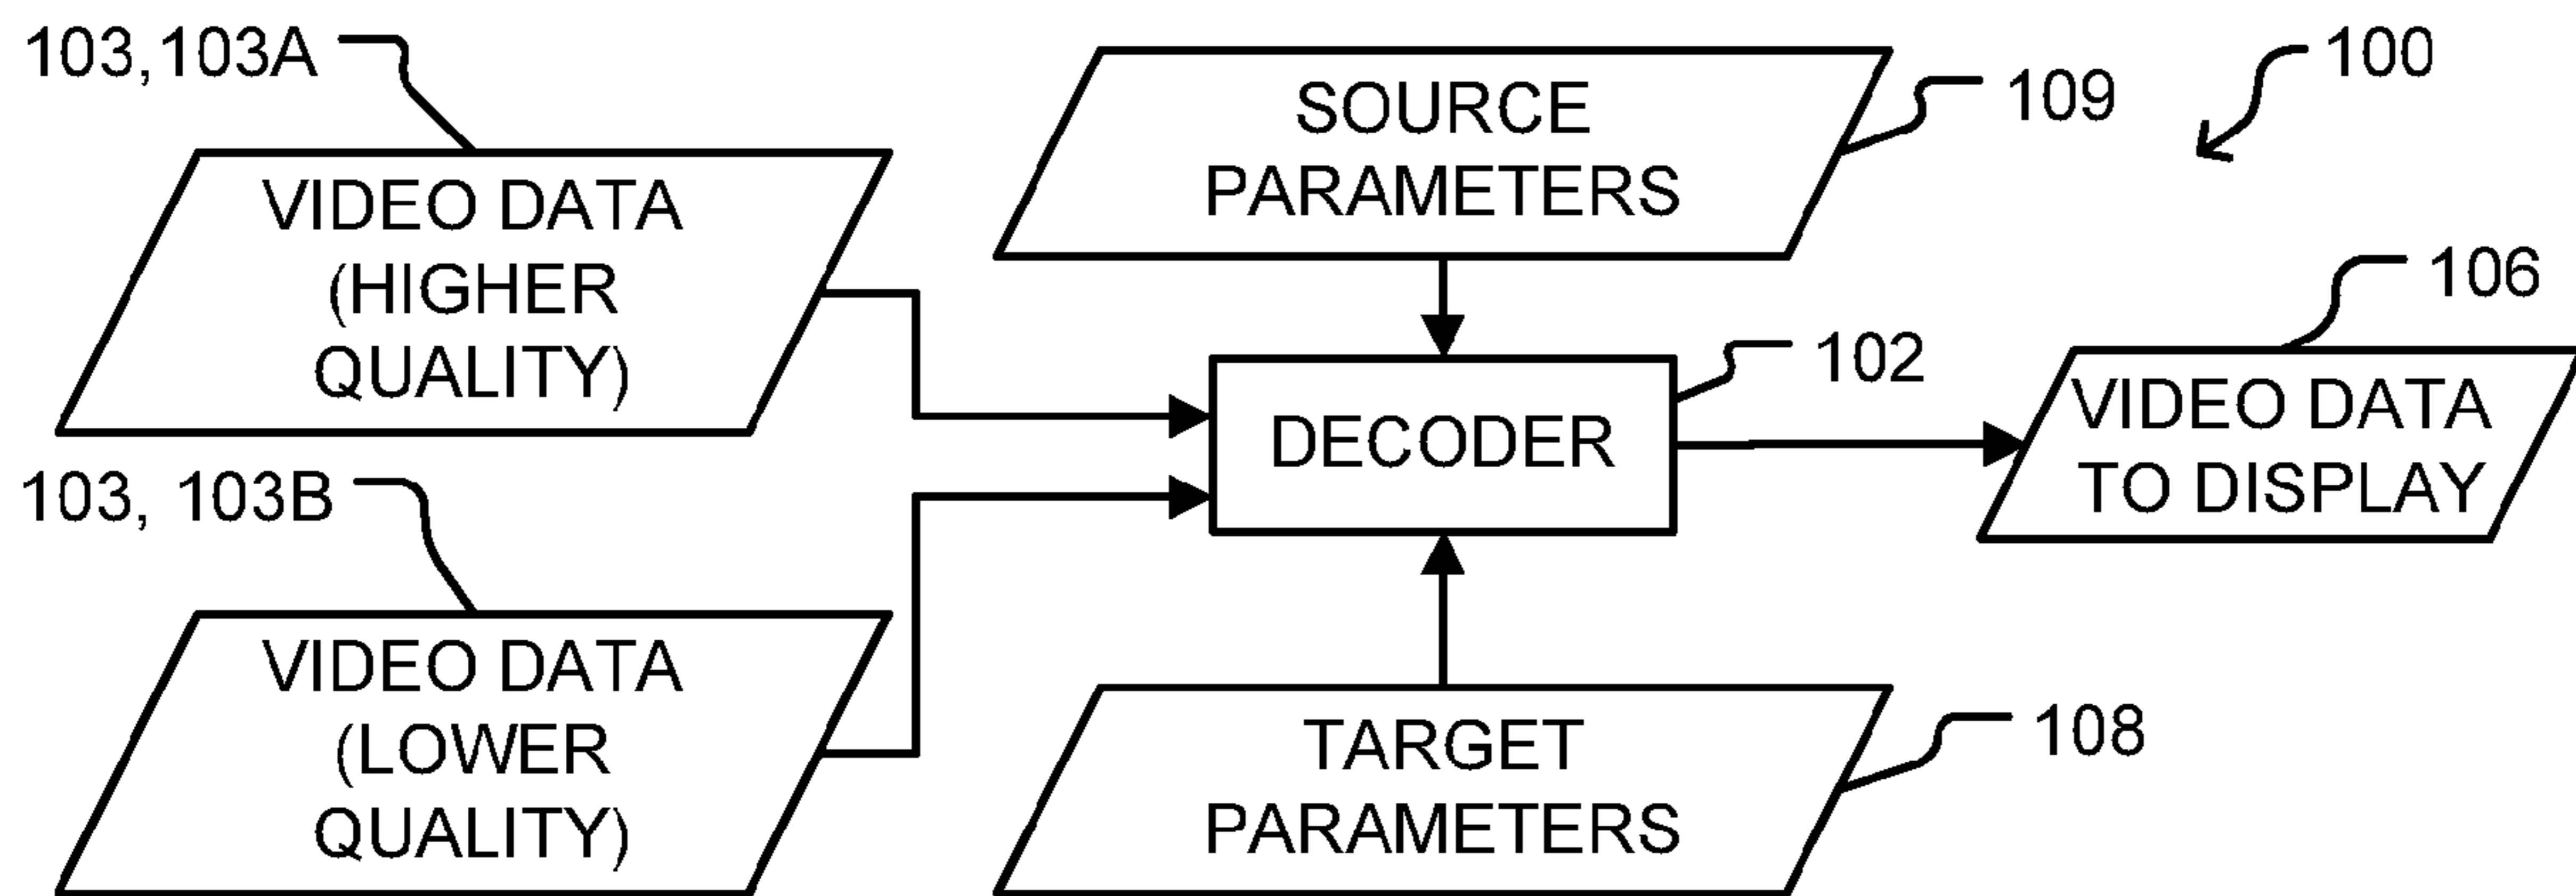 103,103A
VIDEO DATA
(HIGHER
QUALITY)
SOURCE
PARAMETERS
109
100
106
102
DECODER
VIDEO DATA
TO DISPLAY
103, 103B
VIDEO DATA
(LOWER
QUALITY)
TARGET
PARAMETERS
108